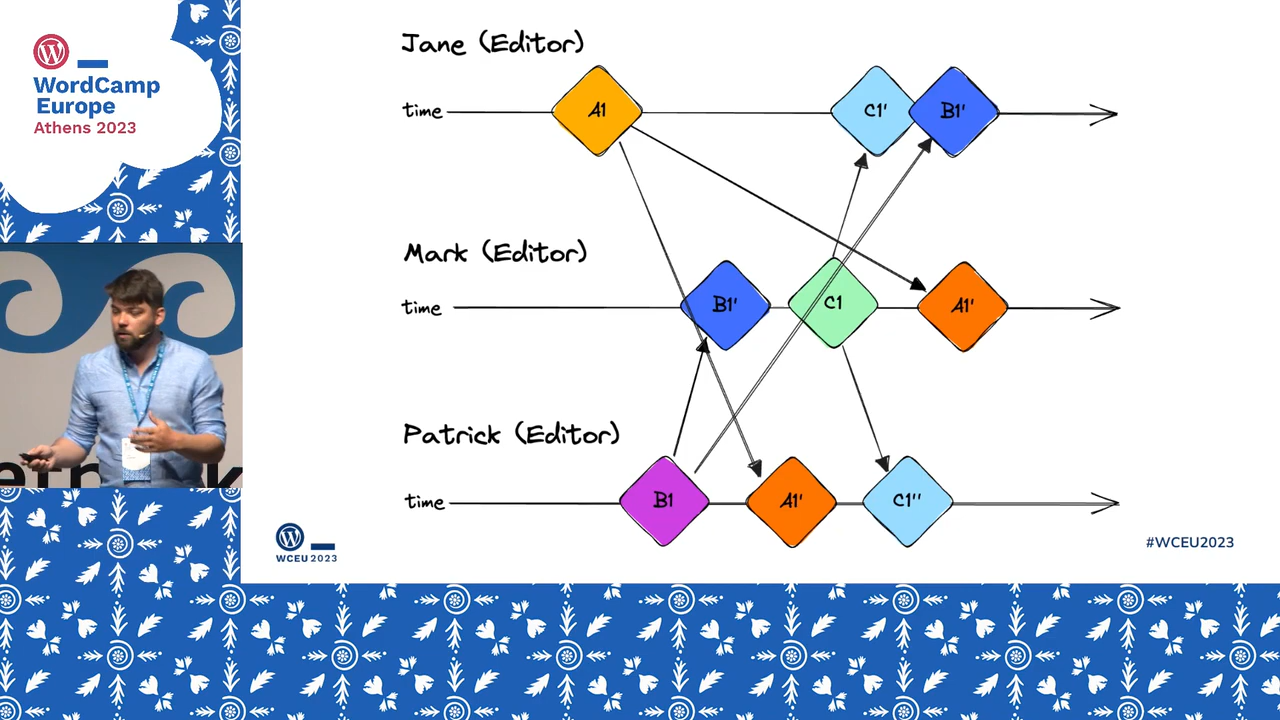 WordCamp
Europe
Athens 2023
Jane (Editor)
time
A1
C1'
B1'
Mark (Editor)
time
B1'
C1
A1'
Patrick (Editor)
time
B1
A1'
C1''
WCEU 2023
#WCEU2023